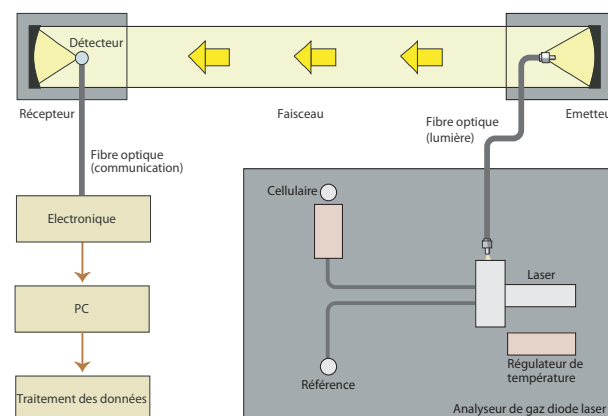 Détecteur
Récepteur
Faisceau
Emetteu
Fibre optique
(lumière)
Fibre optique
(communication)
Cellulaire
Electronique
Laser
PC
Régulateur de
température
Référence
Traitement des données
Analyseur de gaz diode laser